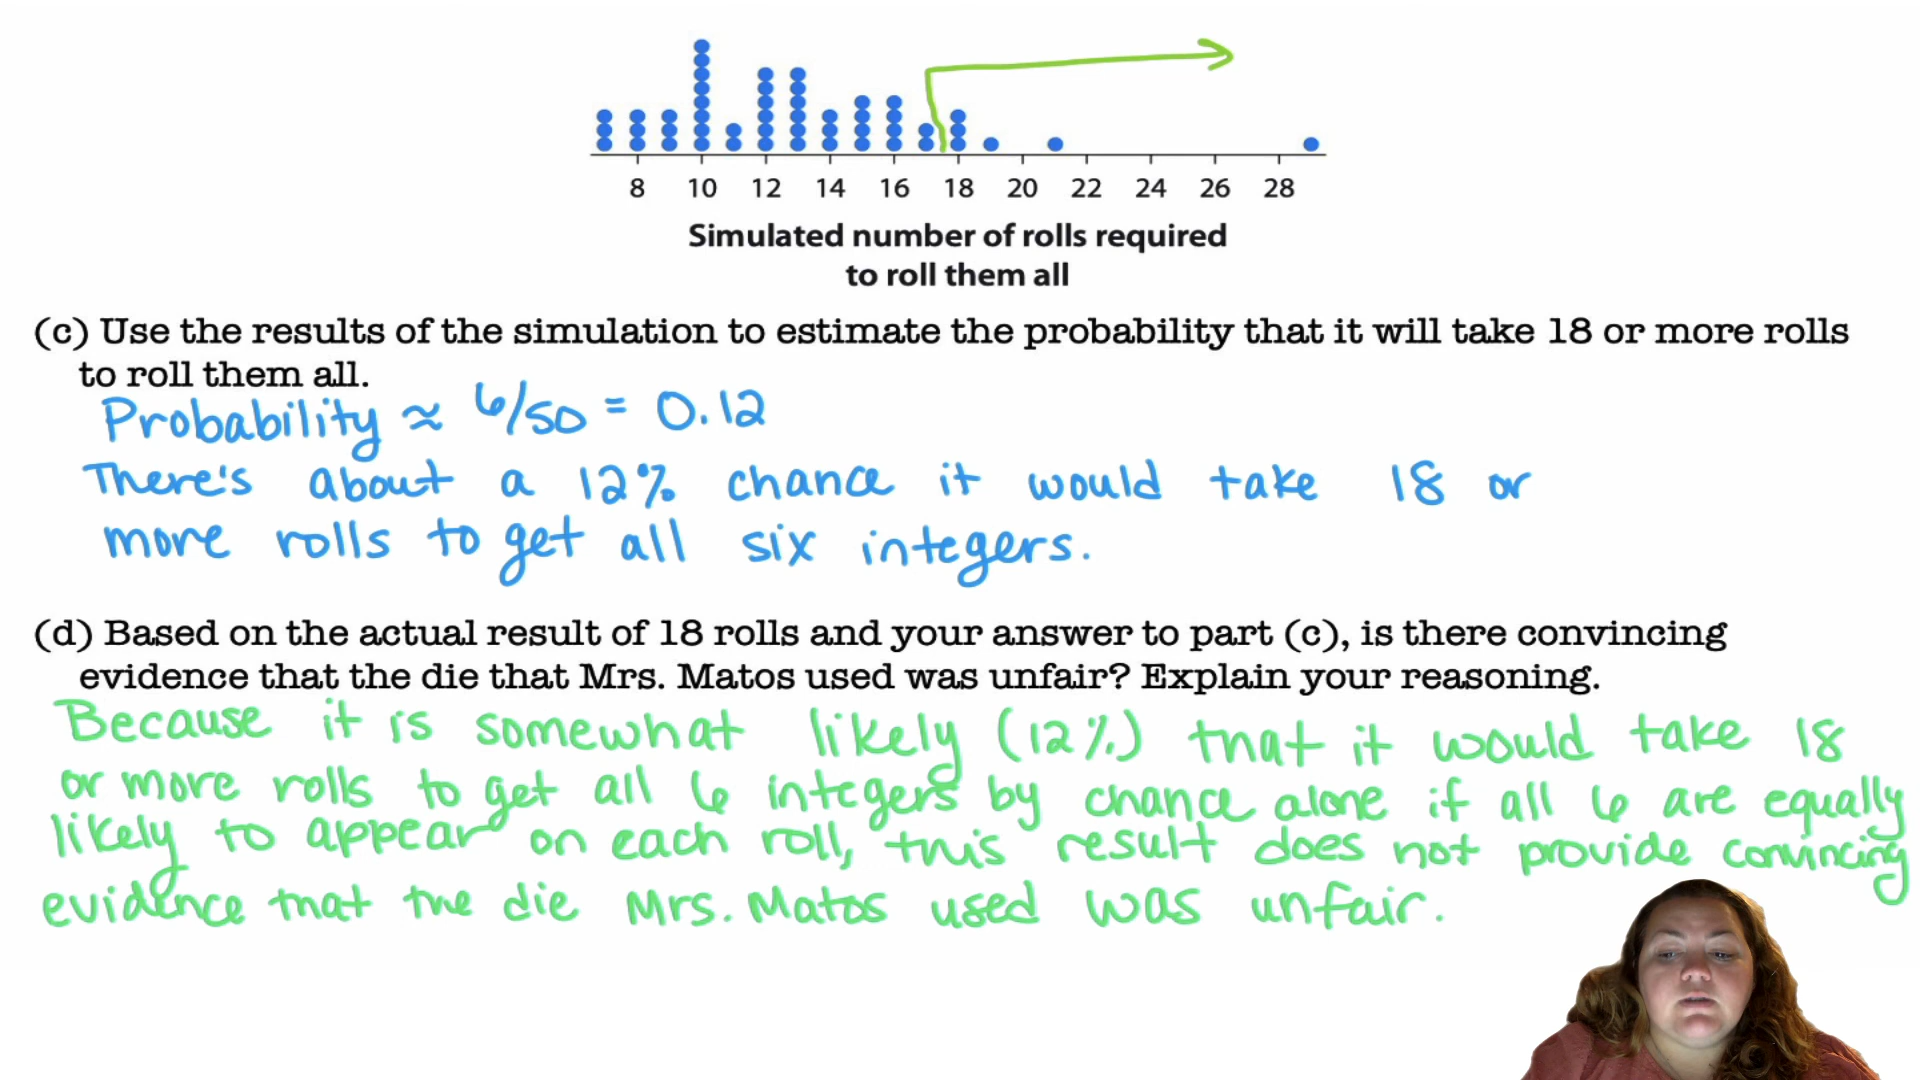 8 10 12 14 16 18 20 22 24 26 28
Simulated number of rolls required
to roll them all
(c) Use the results of the simulation to estimate the probability that it will take 18 or more rolls
to roll them all.
Probability ≈ 6/50 = 0.12
There's about a 12% chance it would take 18 or
more rolls to get all six integers.
(d) Based on the actual result of 18 rolls and your answer to part (c), is there convincing
evidence that the die that Mrs. Matos used was unfair? Explain your reasoning.
Because it is somewhat likely (12%) that it would take 18
or more rolls to get all 6 integers by chance alone if all 6 are equally
likely to appear on each roll, this result does not provide convincing
evidence that the die Mrs. Matos used was unfair.